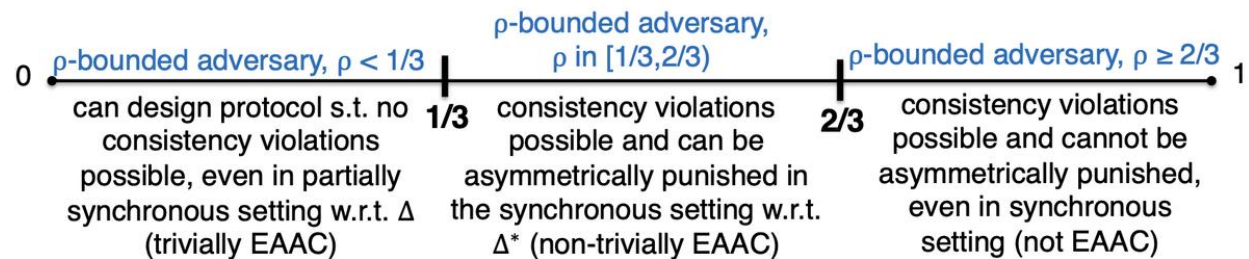 ρ-bounded adversary,
ρ-bounded adversary, ρ < 1/3
ρ in [1/3,2/3)
ρ-bounded adversary, ρ ≥ 2/3
0
1
1/3
2/3
can design protocol s.t. no
consistency violations
possible, even in partially
synchronous setting w.r.t. Δ
(trivially EAAC)
consistency violations
possible and can be
asymmetrically punished in
the synchronous setting w.r.t.
Δ* (non-trivially EAAC)
consistency violations
possible and cannot be
asymmetrically punished,
even in synchronous
setting (not EAAC)